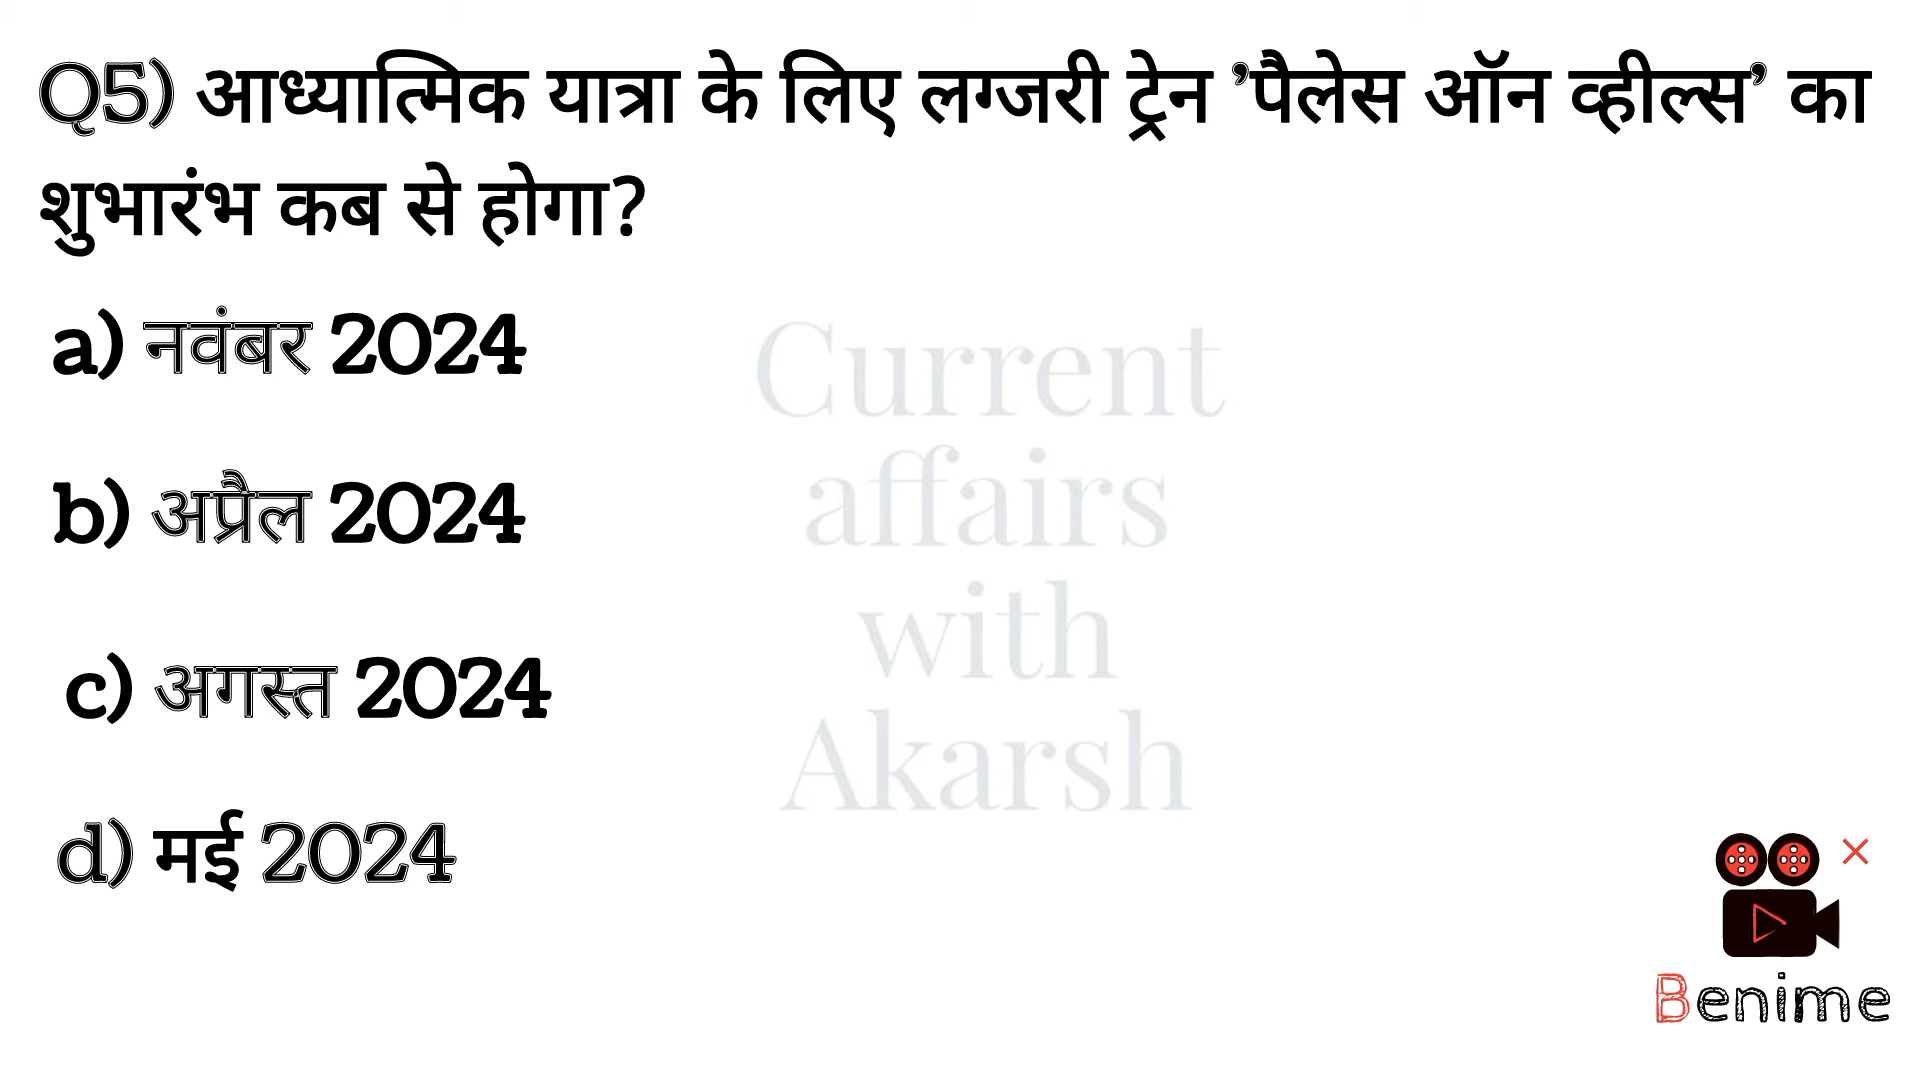 Q5) आध्यात्मिक यात्रा के लिए लग्जरी ट्रेन ’पैलेस ऑन व्हील्स’ का
शुभारंभ कब से होगा?
a) नवंबर 2024
b) अप्रैल 2024
c) अगस्त 2024
d) मई 2024
Current
affairs
with
Akarsh
Benime